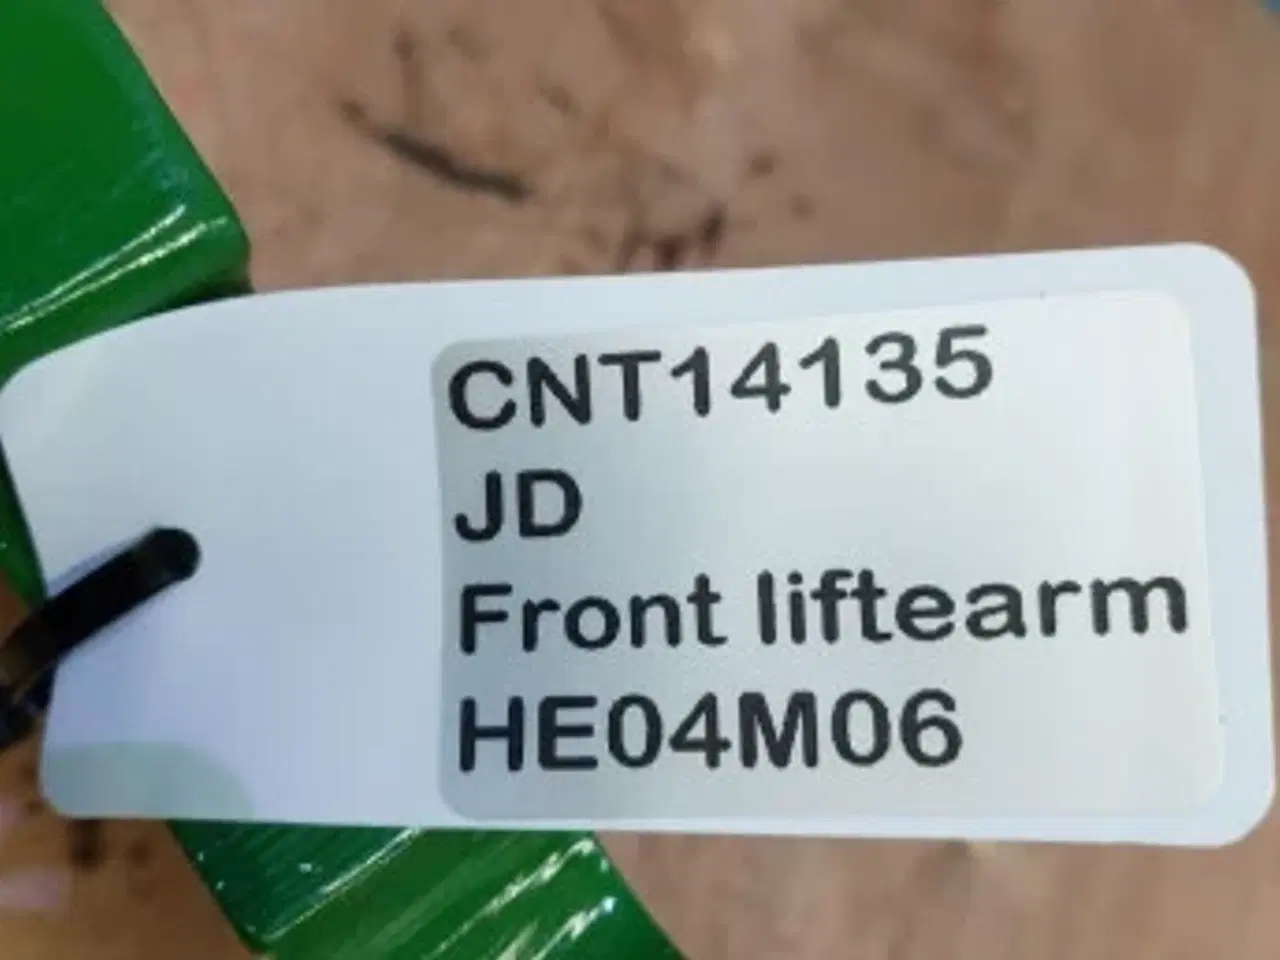 CNT14135
JD
Front liftearm
HE04M06